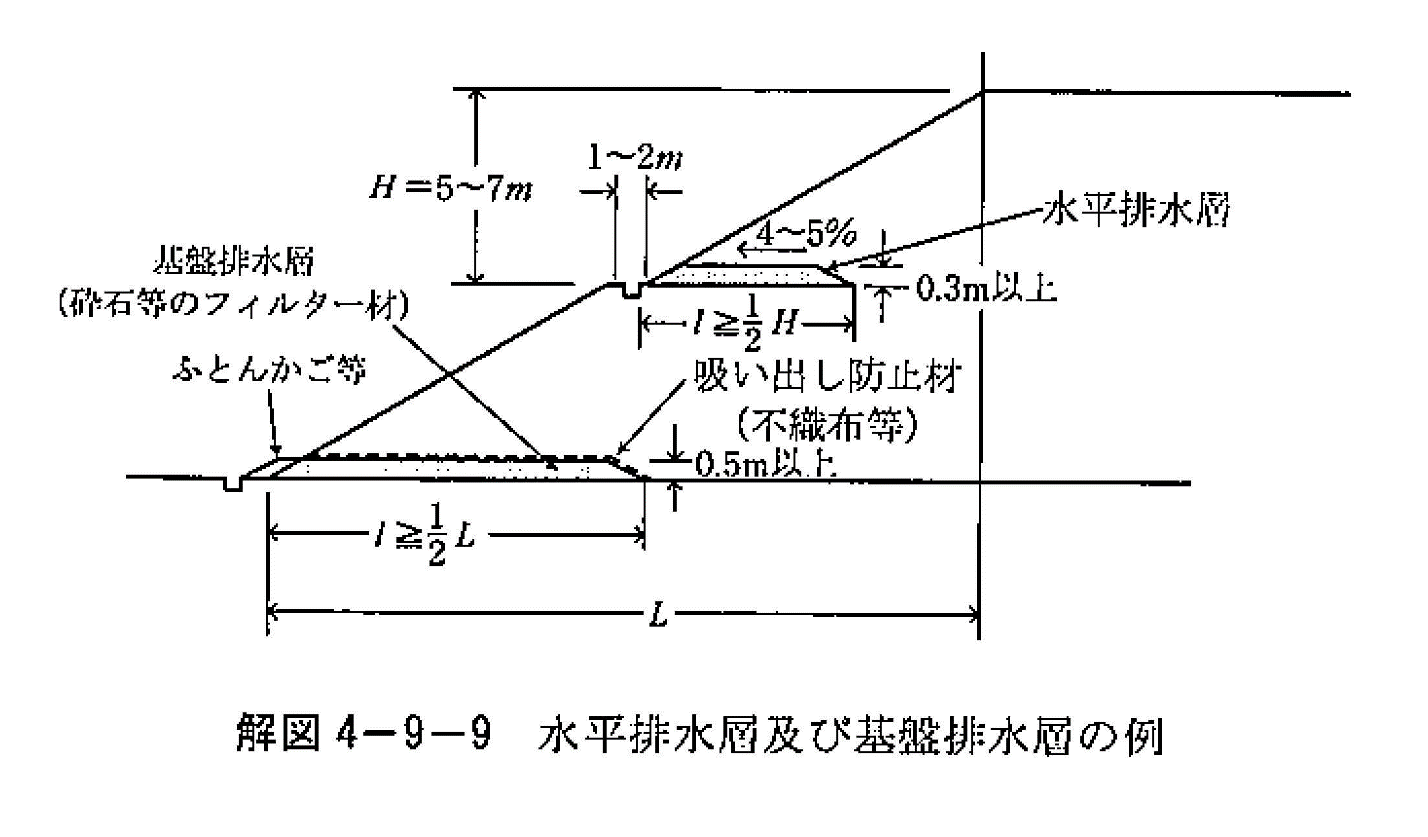 1～2m
H=5～7m
水平排水層
4～5%
基盤排水層
(砕石等のフィルター材)
0.3m以上
l≧1/2 H
ふとんかご等
吸い出し防止材
(不織布等)
0.5m以上
l≧1/2 L
L
解図 4－9－9 水平排水層及び基盤排水層の例